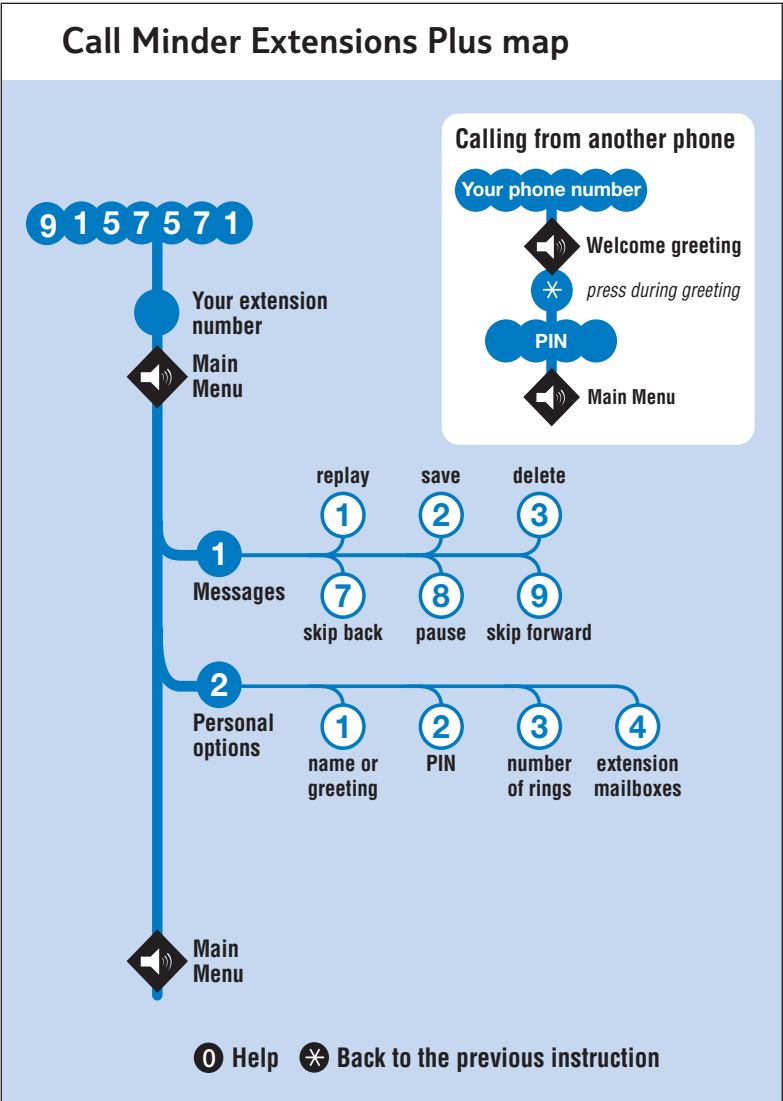 Call Minder Extensions Plus map
Calling from another phone
Your phone number
Welcome greeting
* press during greeting
PIN
Main Menu
9 1 5 7 5 7 1
Your extension
number
Main
Menu
replay save delete
1 2 3
1
Messages
7 8 9
skip back pause skip forward
2
Personal
options
1 2 3 4
name or
greeting
PIN
number
of rings
extension
mailboxes
Main
Menu
0 Help * Back to the previous instruction